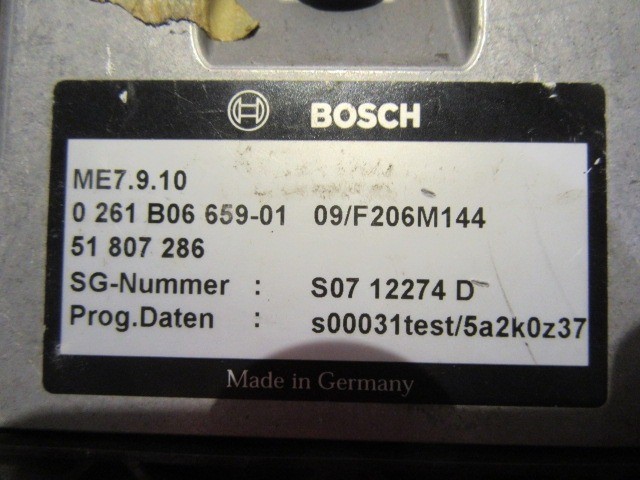 BOSCH
ME7.9.10
0 261 B06 659-01 09/F206M144
51 807 286
SG-Nummer : S07 12274 D
Prog.Daten : s00031test/5a2k0z37
Made in Germany